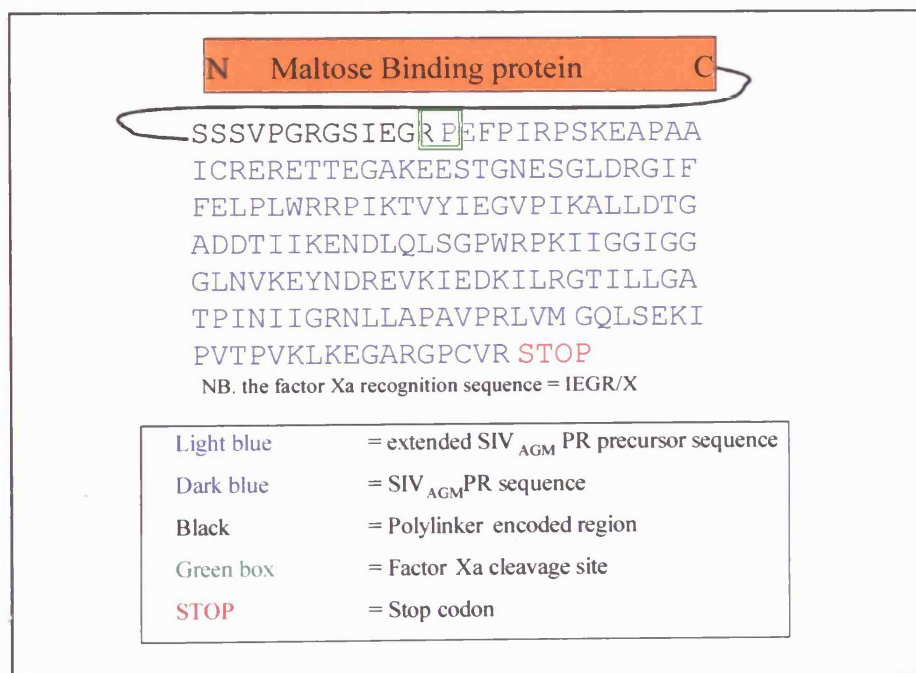 N Maltose Binding protein C
SSSVPGRGSIEGRPEFPIRPSKEAPAA
ICRERETTEGAKEESTGNESGLDRGIF
FELPLWRRPIKTVYIEGVPIKALLDTG
ADDTIIKENDLQLSGPWRPKIIGGIGG
GLNVKEYNDREVKIEDKILRGTILLGA
TPINIIGRNLLAPAVPRLVM GQLSEKI
PVTPVKLKEGARGPCVR STOP
NB. the factor Xa recognition sequence = IEGR/X
Light blue = extended SIV AGM PR precursor sequence
Dark blue = SIV AGM PR sequence
Black = Polylinker encoded region
Green box = Factor Xa cleavage site
STOP = Stop codon